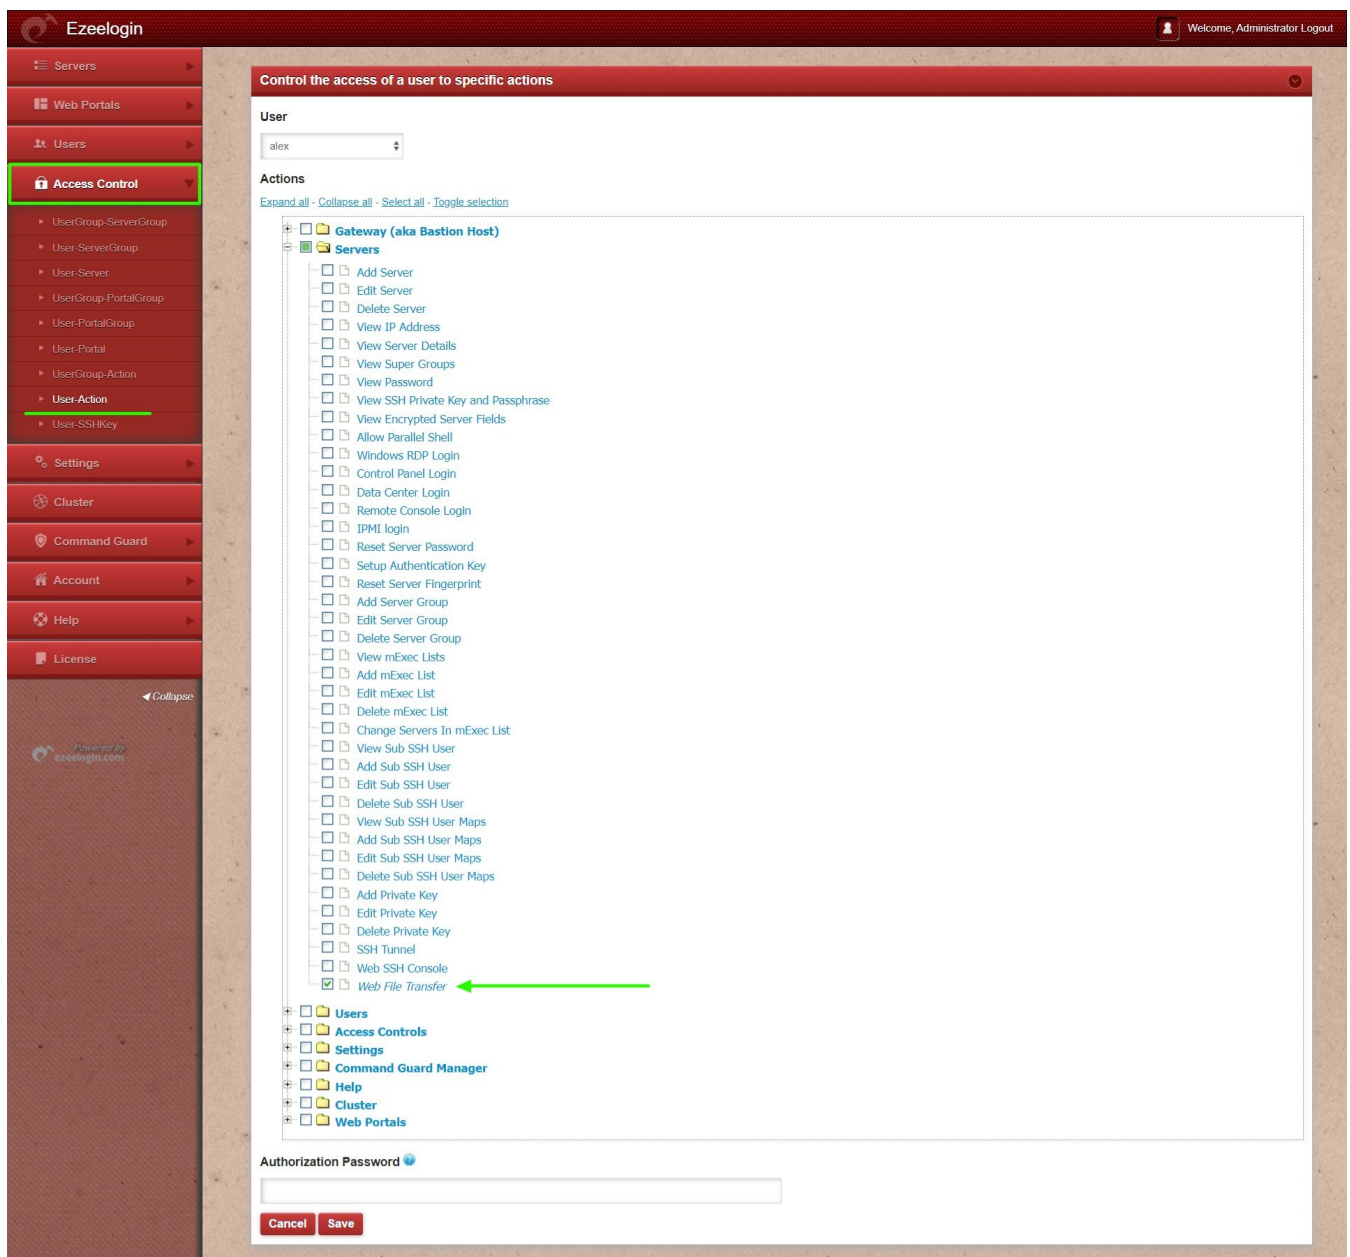 Ezeelogin
Welcome, Administrator Logout
Servers
Web Portals
Users
Access Control
UserGroup-ServerGroup
User-ServerGroup
User-Server
UserGroup-PortalGroup
User-PortalGroup
User-Portal
UserGroup-Action
User-Action
User-SSHKey
Settings
Cluster
Command Guard
Account
Help
License
Collapse
Powered by
ezeelogin.com
Control the access of a user to specific actions
User
alex
Actions
Expand all - Collapse all - Select all - Toggle selection
Gateway (aka Bastion Host)
Servers
Add Server
Edit Server
Delete Server
View IP Address
View Server Details
View Super Groups
View Password
View SSH Private Key and Passphrase
View Encrypted Server Fields
Allow Parallel Shell
Windows RDP Login
Control Panel Login
Data Center Login
Remote Console Login
IPMI login
Reset Server Password
Setup Authentication Key
Reset Server Fingerprint
Add Server Group
Edit Server Group
Delete Server Group
View mExec Lists
Add mExec List
Edit mExec List
Delete mExec List
Change Servers In mExec List
View Sub SSH User
Add Sub SSH User
Edit Sub SSH User
Delete Sub SSH User
View Sub SSH User Maps
Add Sub SSH User Maps
Edit Sub SSH User Maps
Delete Sub SSH User Maps
Add Private Key
Edit Private Key
Delete Private Key
SSH Tunnel
Web SSH Console
Web File Transfer
Users
Access Controls
Settings
Command Guard Manager
Help
Cluster
Web Portals
Authorization Password
Cancel
Save